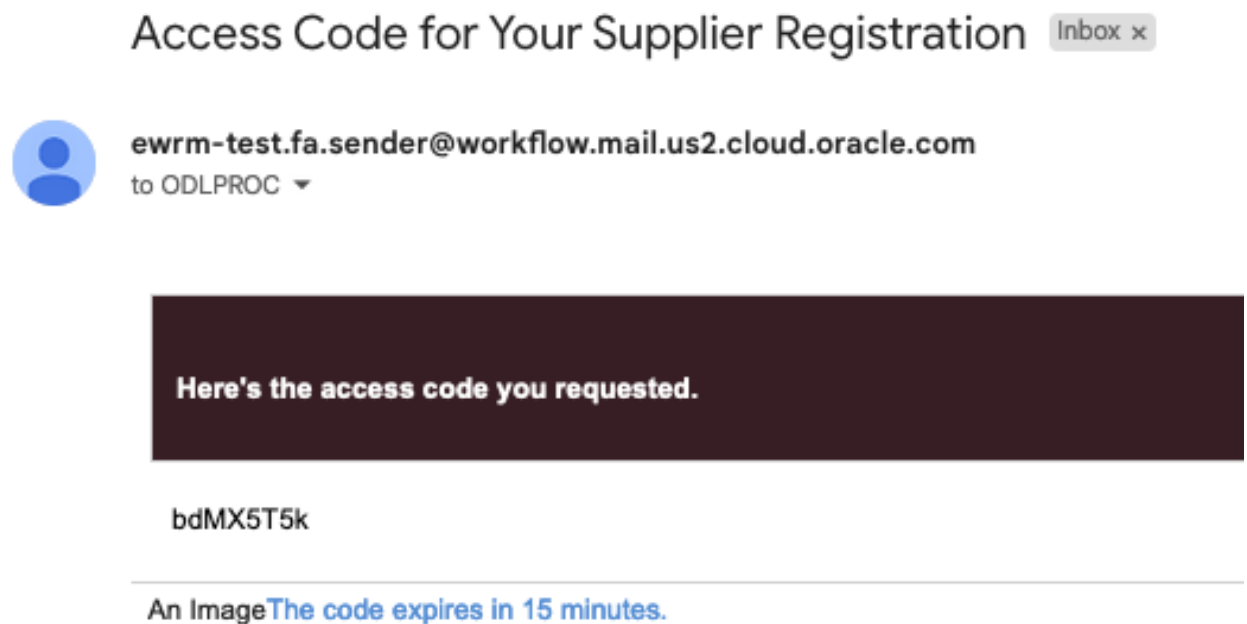 Access Code for Your Supplier Registration Inbox ×
ewrm-test.fa.sender@workflow.mail.us2.cloud.oracle.com
to ODLPROC
Here's the access code you requested.
bdMX5T5k
An ImageThe code expires in 15 minutes.